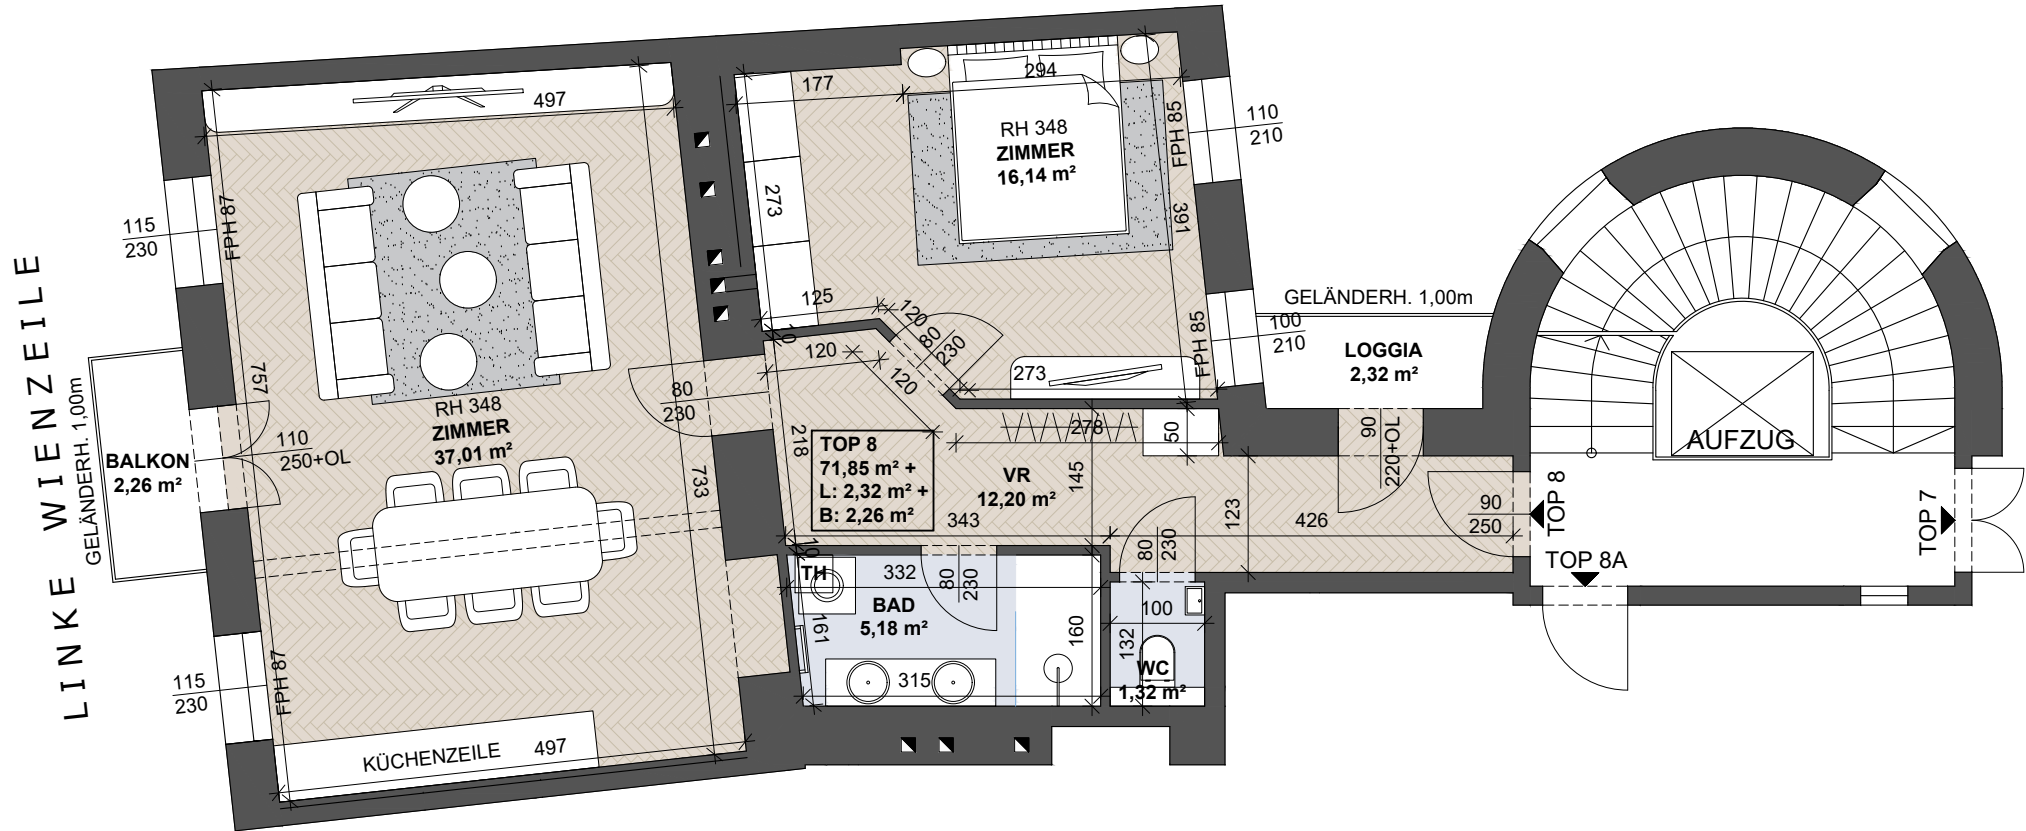 LINKE WIENZEILE
GELÄNDERH. 1,00m
BALKON
2,26 m²
115
230
FPH 87
110
250+OL
115
230
FPH 87
497
757
733
RH 348
ZIMMER
37,01 m²
80
230
KÜCHENZEILE
497
177
294
RH 348
ZIMMER
16,14 m²
273
391
FPH 85
110
210
FPH 85
100
210
125
120
80
230
10
120
120
273
GELÄNDERH. 1,00m
LOGGIA
2,32 m²
278
50
218
TOP 8
71,85 m² +
L: 2,32 m² +
B: 2,26 m²
VR
12,20 m²
145
343
123
426
90
220+OL
90
250
TOP 8
TOP 8A
TOP 7
AUFZUG
10
TH
332
80
230
BAD
5,18 m²
161
160
315
80
230
100
132
WC
1,32 m²